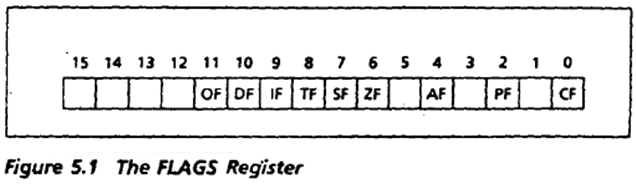 15 14 13 12 11 10 9 8 7 6 5 4 3 2 1 0
OF DF IF TF SF ZF AF PF CF
Figure 5.1 The FLAGS Register